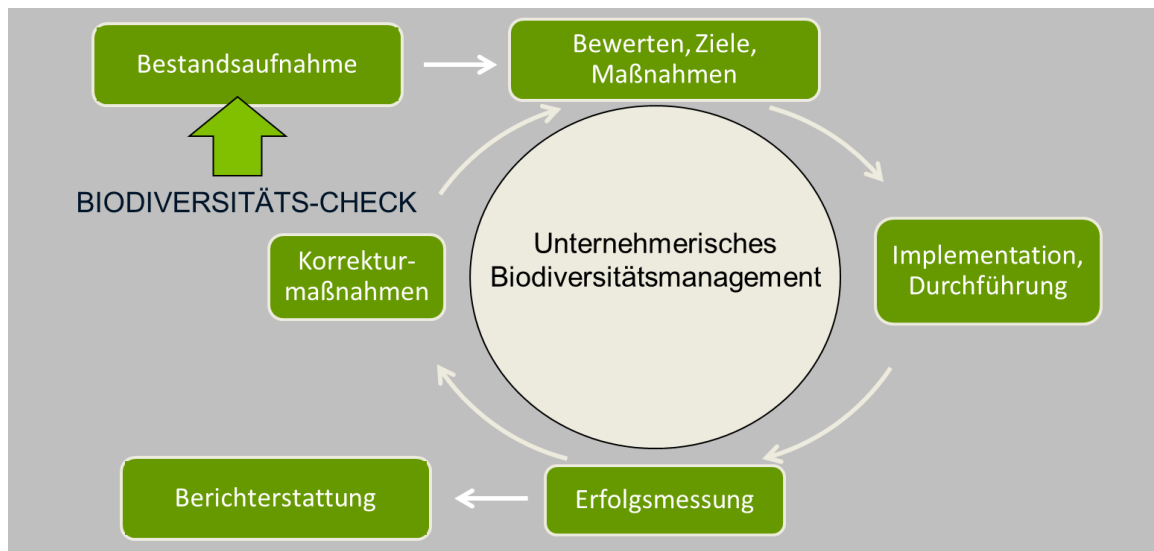 Bestandsaufnahme
Bewerten, Ziele,
Maßnahmen
BIODIVERSITÄTS-CHECK
Unternehmerisches
Biodiversitätsmanagement
Implementation,
Durchführung
Korrektur-
maßnahmen
Berichterstattung
Erfolgsmessung